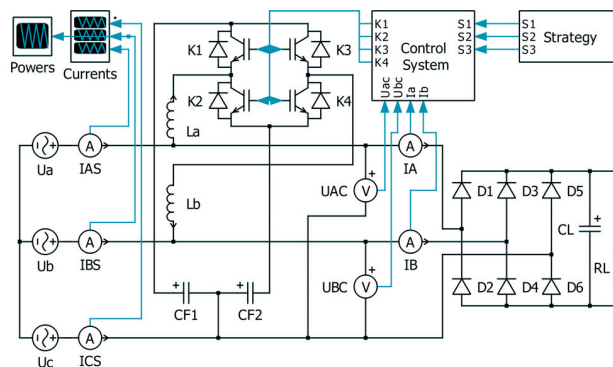 Powers
Currents
K1
K3
K2
K4
K1
K2
K3
K4
Control
System
Uac
Ubc
Ia
Ib
S1
S2
S3
S1
S2
S3
Strategy
La
Lb
A
Ua
IAS
A
Ub
IBS
A
Uc
ICS
CF1
CF2
UAC
V
UBC
V
A
IA
A
IB
D1
D3
D5
D2
D4
D6
CL
RL